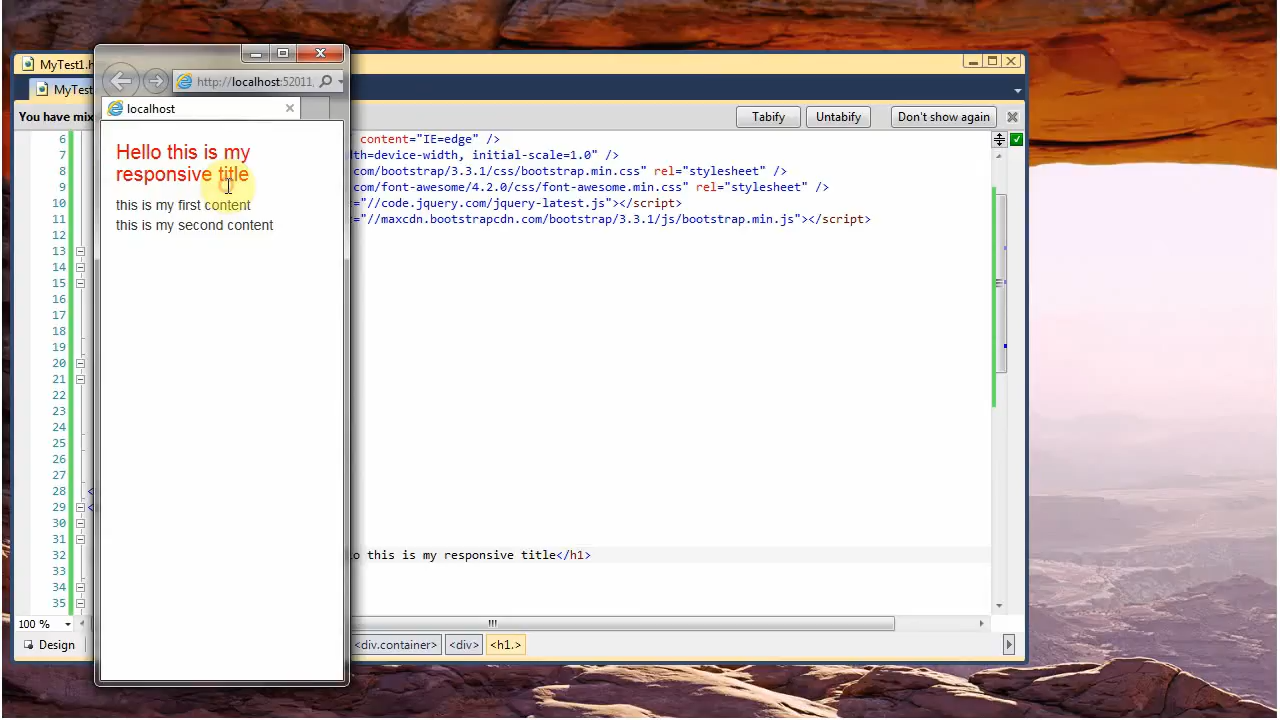 MyTest1.h
MyTest
You have mix
Tabify
Untabify
Don't show again
http://localhost:52011
localhost
Hello this is my
responsive title
this is my first content
this is my second content
6 content="IE=edge" />
7 th=device-width, initial-scale=1.0" />
8 com/bootstrap/3.3.1/css/bootstrap.min.css" rel="stylesheet" />
9 com/font-awesome/4.2.0/css/font-awesome.min.css" rel="stylesheet" />
10 ="//code.jquery.com/jquery-latest.js"></script>
11 ="//maxcdn.bootstrapcdn.com/bootstrap/3.3.1/js/bootstrap.min.js"></script>
12
13
14
15
16
17
18
19
20
21
22
23
24
25
26
27
28 <
29 <
30
31
32 lo this is my responsive title</h1>
33
34
35
100 %
Design
<div.container>
<div>
<h1.>